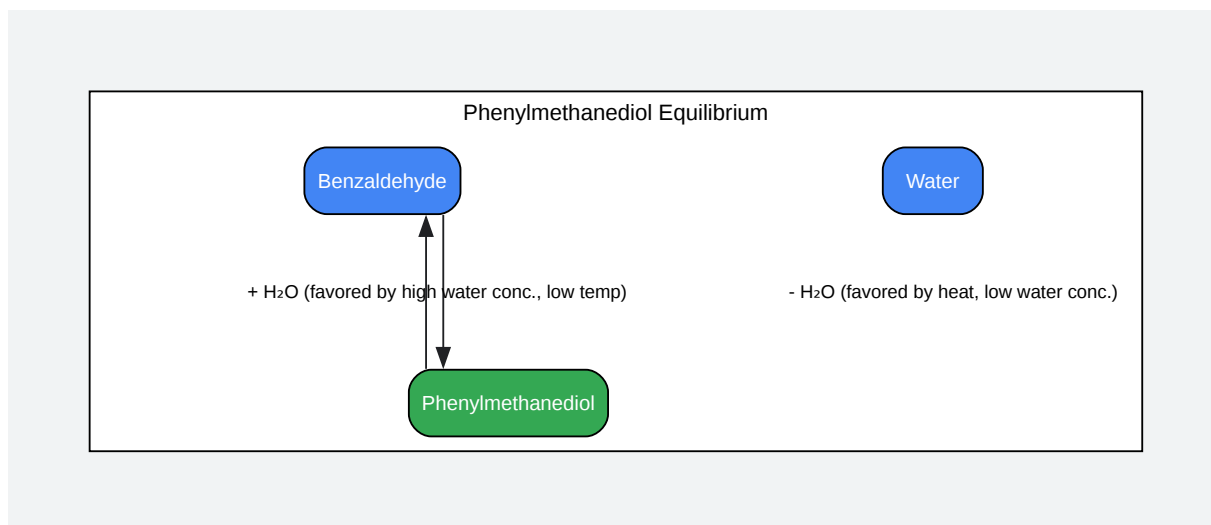 Phenylmethanediol Equilibrium
Benzaldehyde
Water
+ H₂O (favored by high water conc., low temp)
- H₂O (favored by heat, low water conc.)
Phenylmethanediol